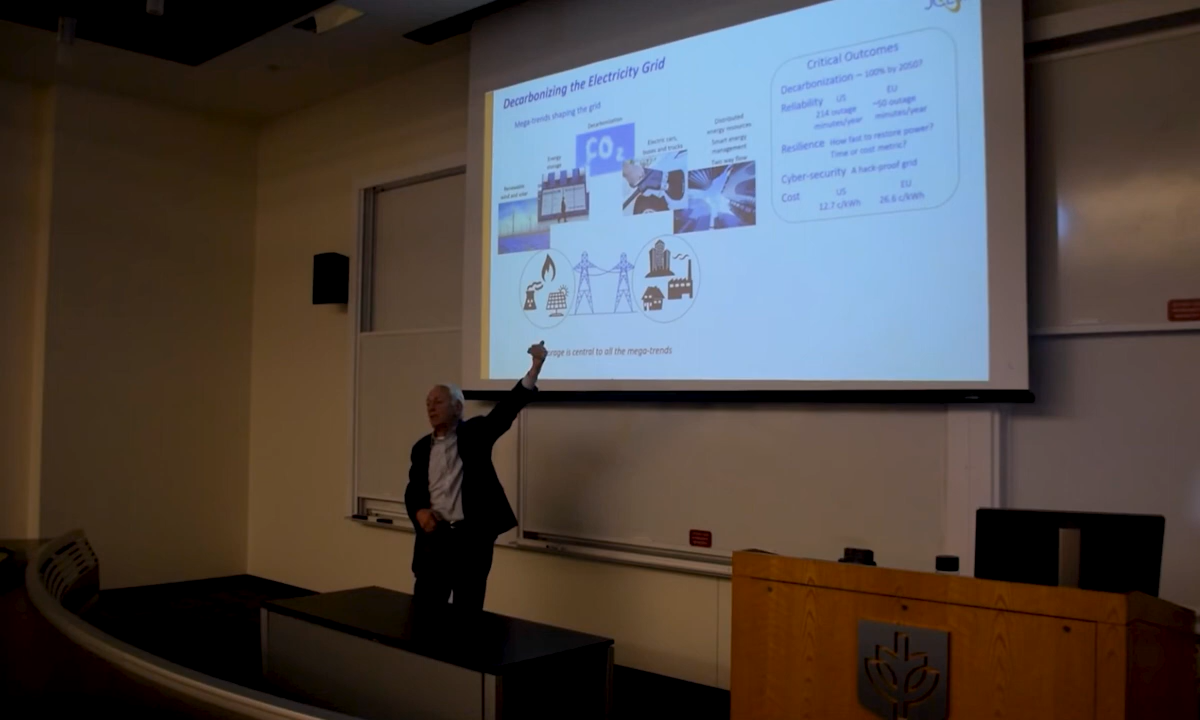 Decarbonizing the Electricity Grid
Mega-trends shaping the grid
Decarbonization
CO2
Energy
storage
Renewable
wind and solar
Electric cars,
buses and trucks
Distributed
energy resources
Smart energy
management
Two way flow
Critical Outcomes
Decarbonization ~ 100% by 2050?
Reliability US EU
214 outage ~50 outage
minutes/year minutes/year
Resilience How fast to restore power?
Time or cost metric?
Cyber-security A hack-proof grid
Cost US EU
12.7 c/kWh 26.6 c/kWh
is central to all the mega-trends